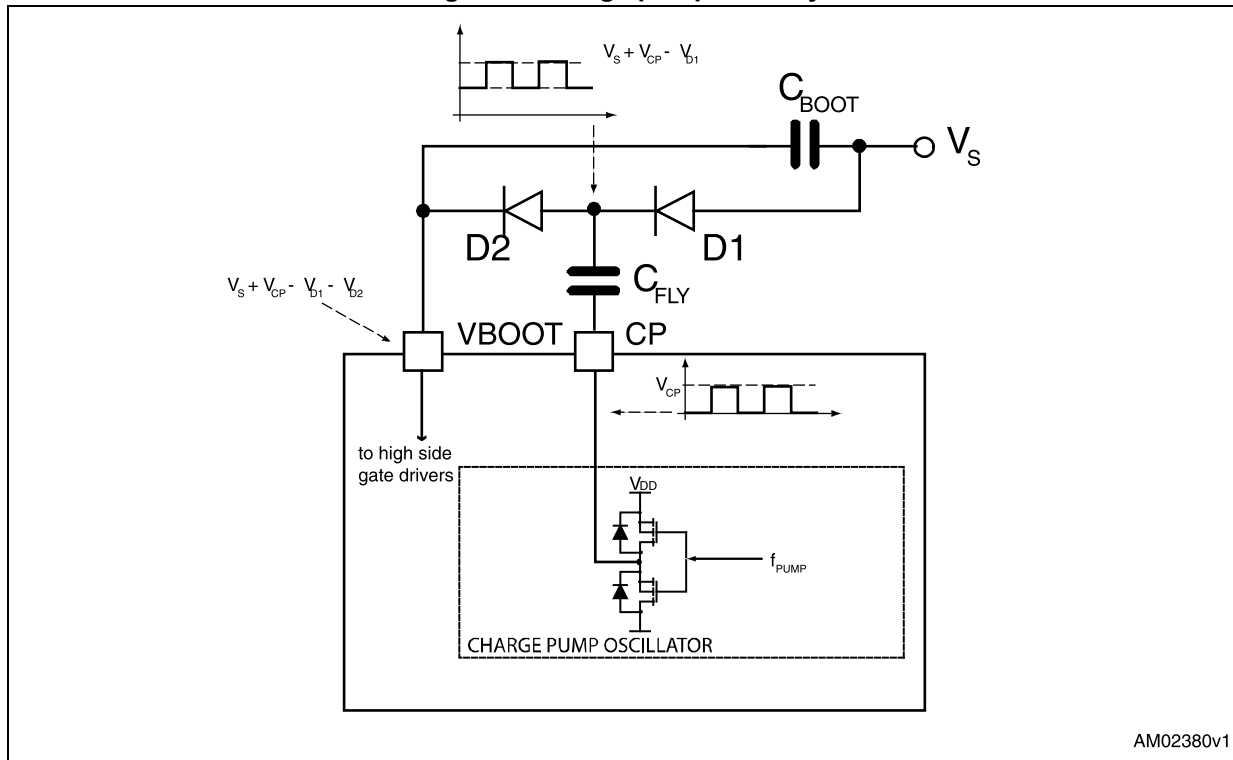 V_S + V_CP - V_D1
C_BOOT
V_S
D2
D1
C_FLY
V_S + V_CP - V_D1 - V_D2
VBOOT
CP
V_CP
to high side
gate drivers
V_DD
f_PUMP
CHARGE PUMP OSCILLATOR
AM02380v1